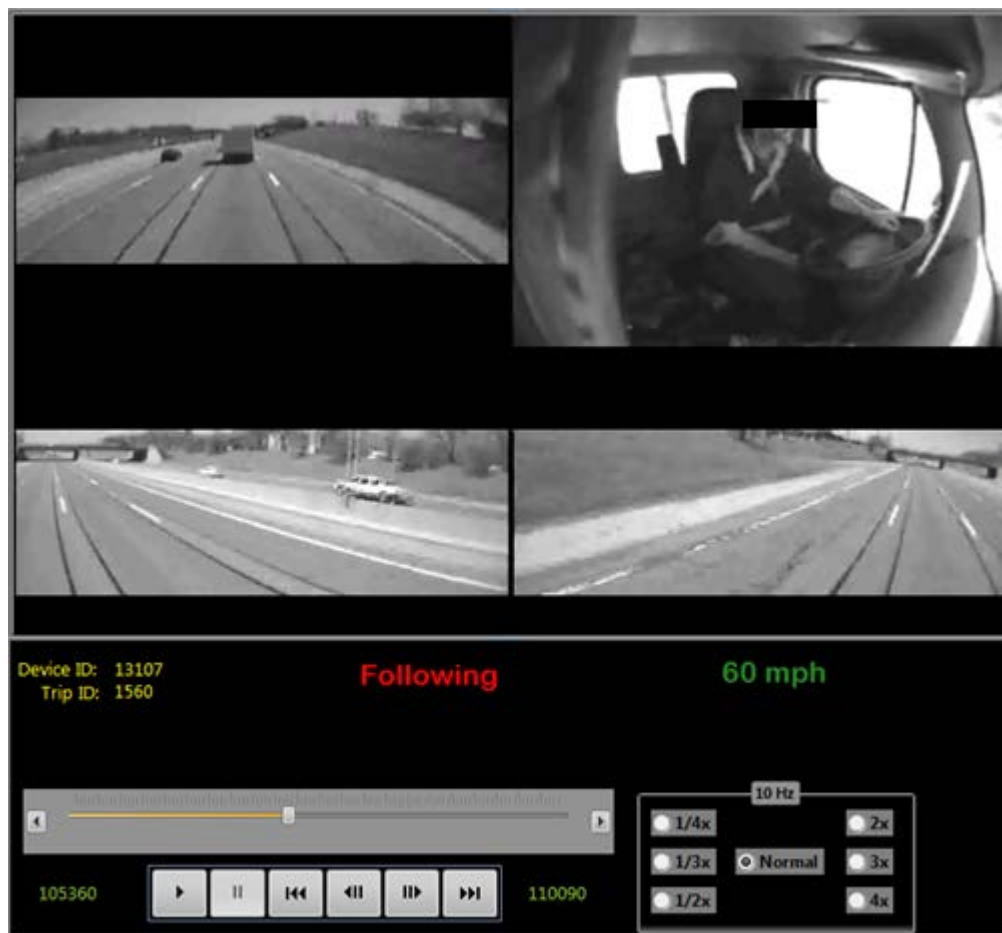 Device ID: 13107
Trip ID: 1560
Following
60 mph
10 Hz
1/4x
2x
1/3x
Normal
3x
1/2x
4x
105360
110090